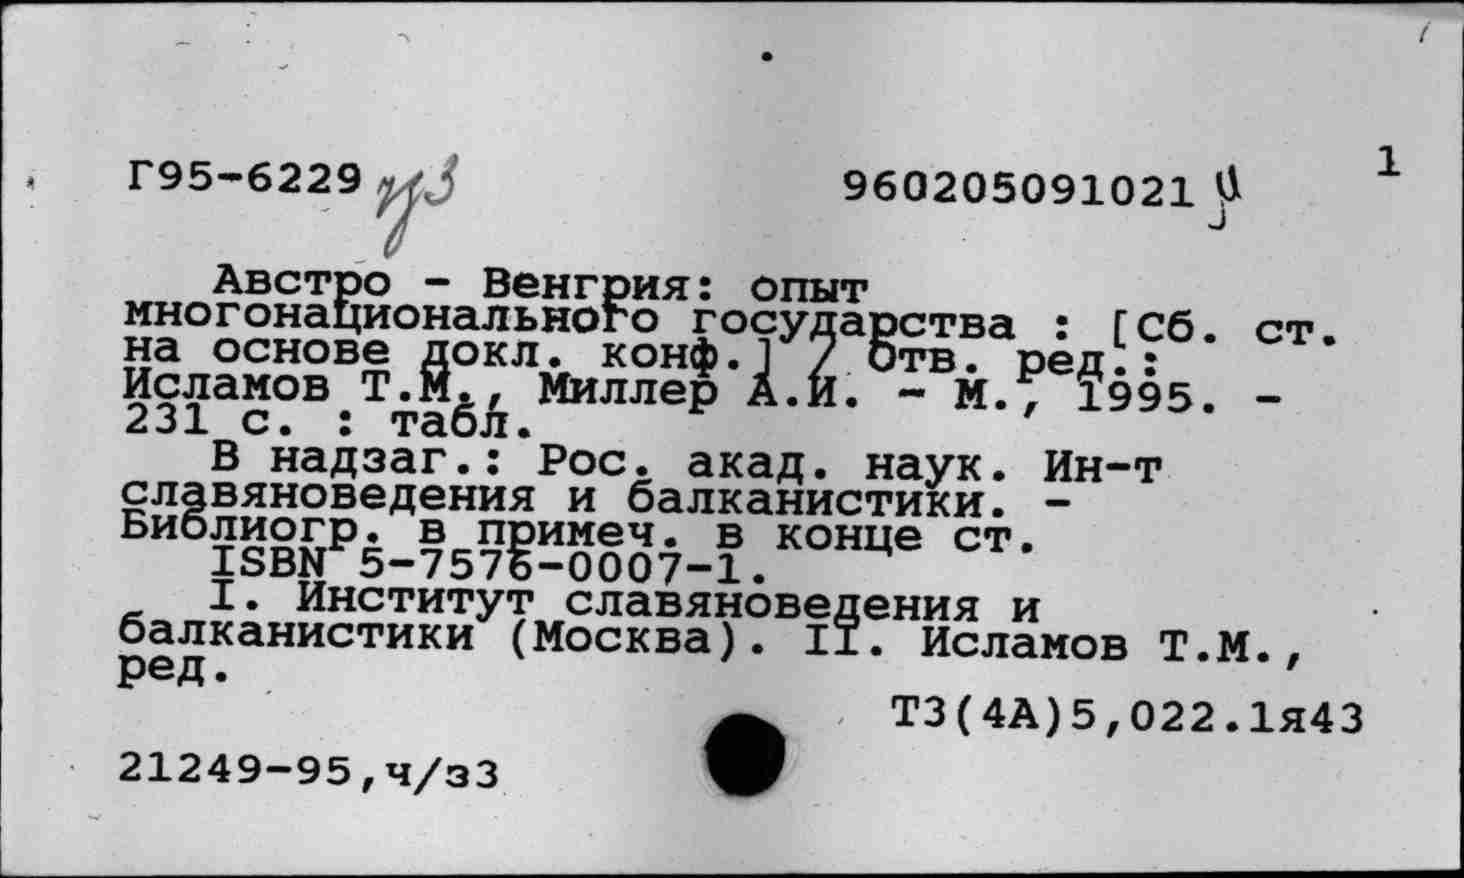 1
Г95-6229 960205091021
Австро - Венгрия: опыт
многонационального государства : [Сб. ст.
на основе докл. конф.] / Отв. ред.:
Исламов Т.М., Миллер А.И. - М., 1995. -
231 с. : табл.
В надзаг.: Рос. акад. наук. Ин-т
славяноведения и балканистики. -
Библиогр. в примеч. в конце ст.
ISBN 5-7576-0007-1.
I. Институт славяноведения и
балканистики (Москва). II. Исламов Т.М.,
ред.
Т3(4А)5,022.1я43
21249-95,ч/з3